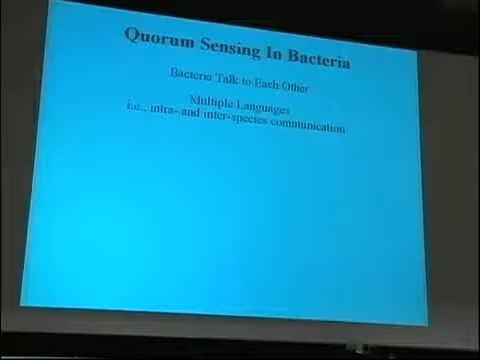 Quorum Sensing In Bacteria
Bacteria Talk to Each Other
Multiple Languages
i.e., intra- and inter-species communication